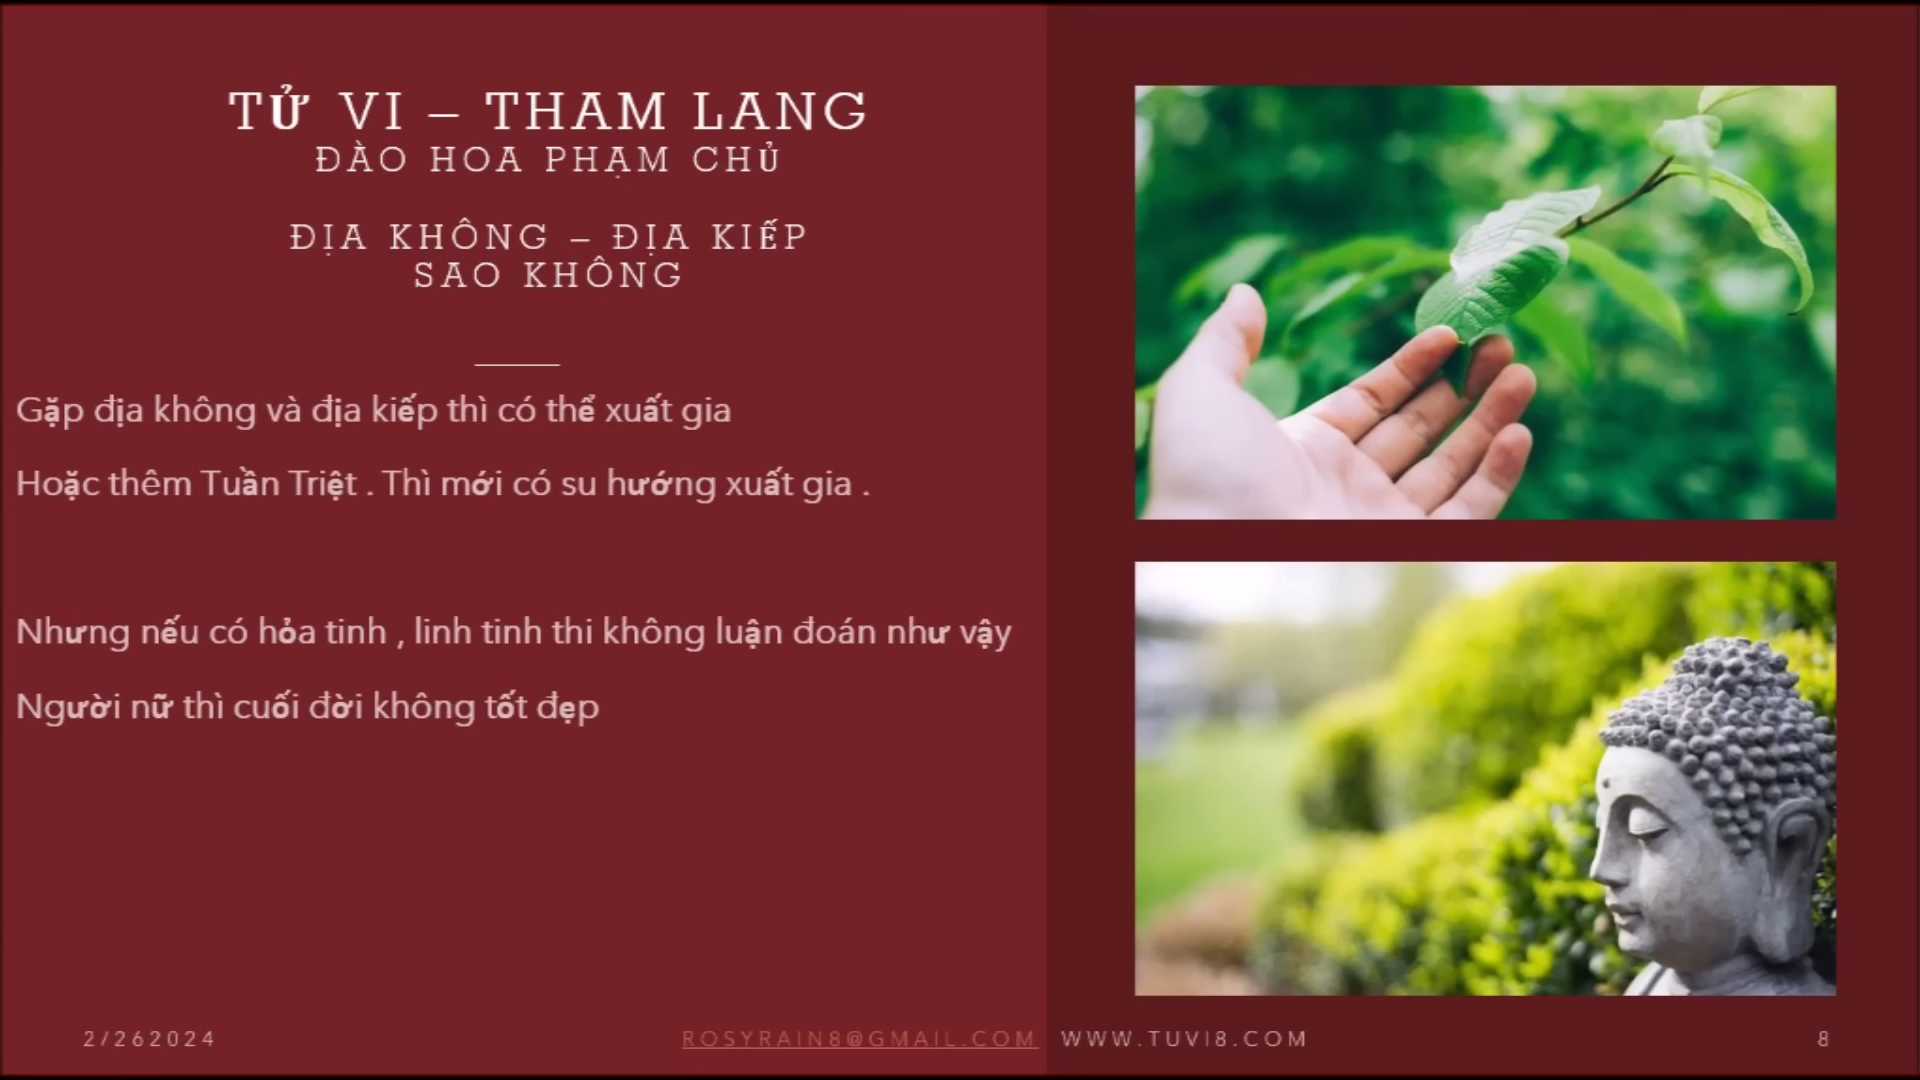 TỬ VI – THAM LANG
ĐÀO HOA PHẠM CHỦ
ĐỊA KHÔNG – ĐỊA KIẾP
SAO KHÔNG
Gặp địa không và địa kiếp thì có thể xuất gia
Hoặc thêm Tuần Triệt . Thì mới có su hướng xuất gia .
Nhưng nếu có hỏa tinh , linh tinh thi không luận đoán như vậy
Người nữ thì cuối đời không tốt đẹp
2/262024
ROSYRAIN8@GMAIL.COM WWW.TUVI8.COM
8